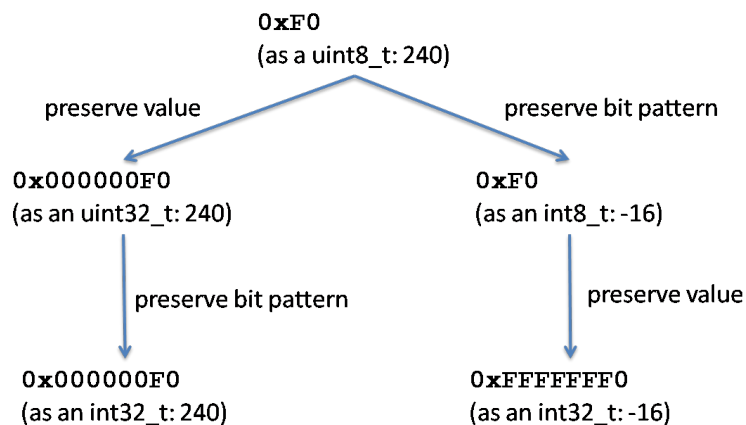 0xF0
(as a uint8_t: 240)
preserve value
preserve bit pattern
0x000000F0
(as an uint32_t: 240)
0xF0
(as an int8_t: -16)
preserve bit pattern
preserve value
0x000000F0
(as an int32_t: 240)
0xFFFFFFF0
(as an int32_t: -16)